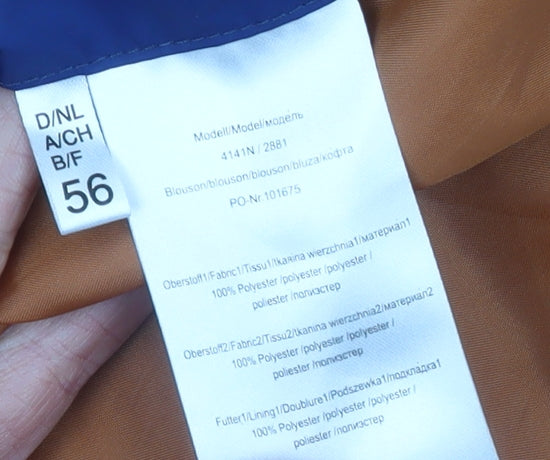 D/NL
A/CH
B/F
56
Modell/Model/модель
4141N / 2881
Blouson/blouson/blouson/bluza/кофта
PO-Nr.101675
Oberstoff1/Fabric1/Tissu1/tkanina wierzchnia1/материал1
100% Polyester /polyester /polyester /
poliester /полиэстер
Oberstoff2/Fabric2/Tissu2/tkanina wierzchnia2/материал2
100% Polyester /polyester /polyester /
poliester /полиэстер
Futter1/Lining1/Doublure1/Podszewka1/подкладка1
100% Polyester /polyester /polyester /
poliester /полиэстер